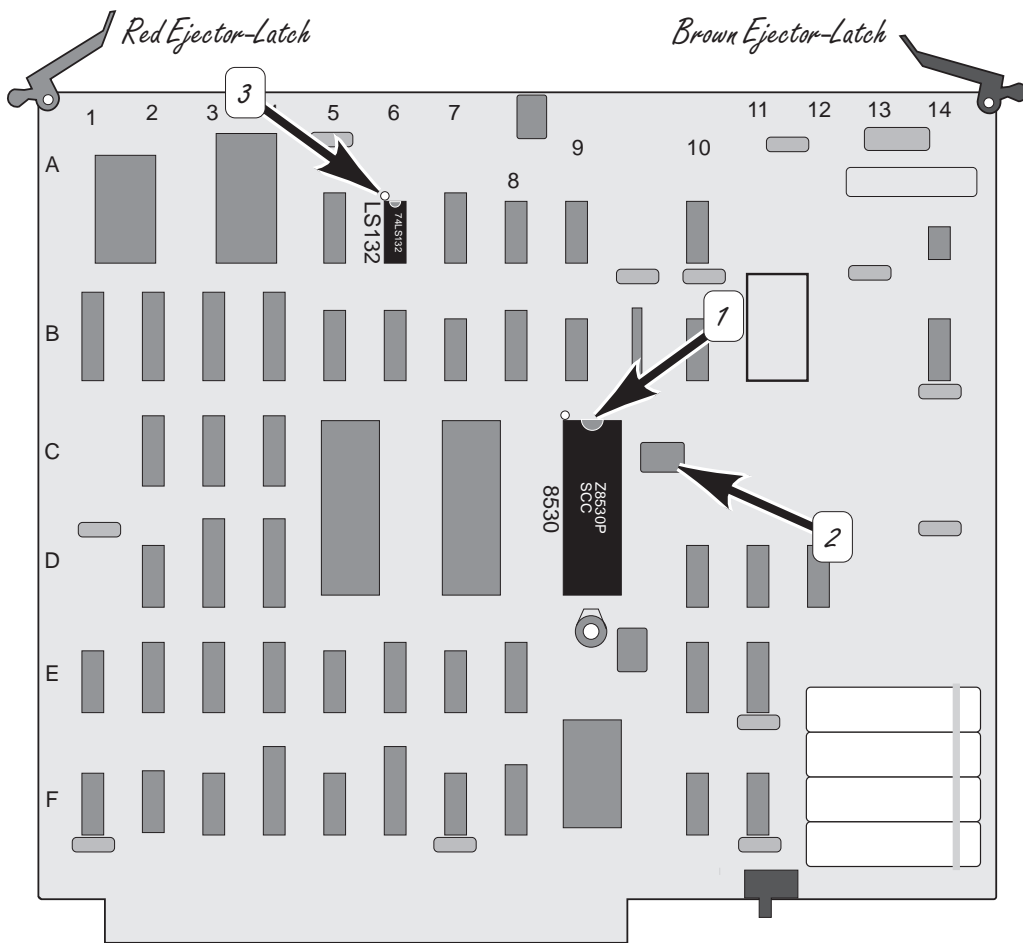 Red Ejector-Latch
Brown Ejector-Latch
3
1
2
3
4
5
6
7
8
9
10
11
12
13
14
A
LS132
74LS132
B
1
C
8530
Z8530P
SCC
2
D
E
F